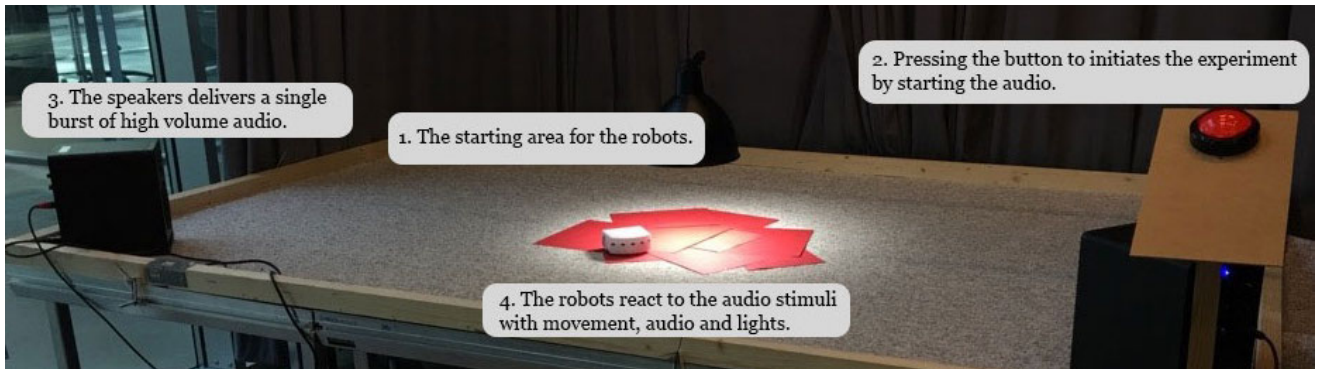 3. The speakers delivers a single
burst of high volume audio.
1. The starting area for the robots.
2. Pressing the button to initiates the experiment
by starting the audio.
4. The robots react to the audio stimuli
with movement, audio and lights.